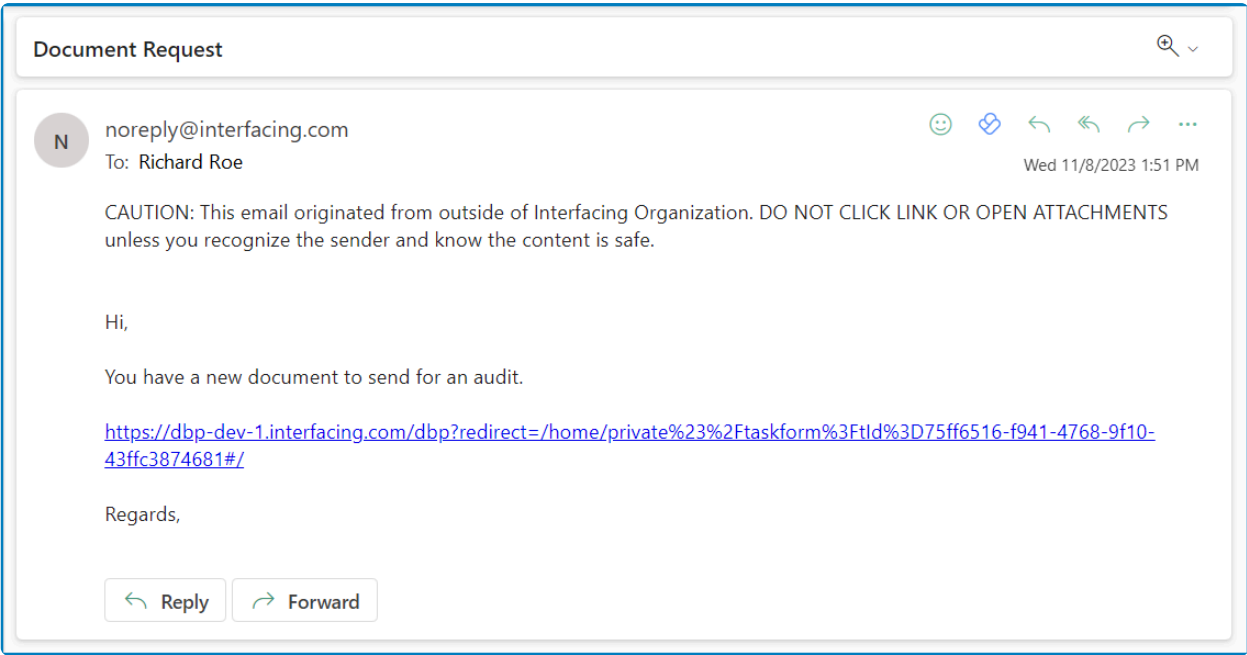 Document Request
noreply@interfacing.com
N
To: Richard Roe
Wed 11/8/2023 1:51 PM
CAUTION: This email originated from outside of Interfacing Organization. DO NOT CLICK LINK OR OPEN ATTACHMENTS
unless you recognize the sender and know the content is safe.
Hi,
You have a new document to send for an audit.
https://dbp-dev-1.interfacing.com/dbp?redirect=/home/private%23%2Ftaskform%3FtId%3D75ff6516-f941-4768-9f10-
43ffc3874681#/
Regards,
Reply
Forward